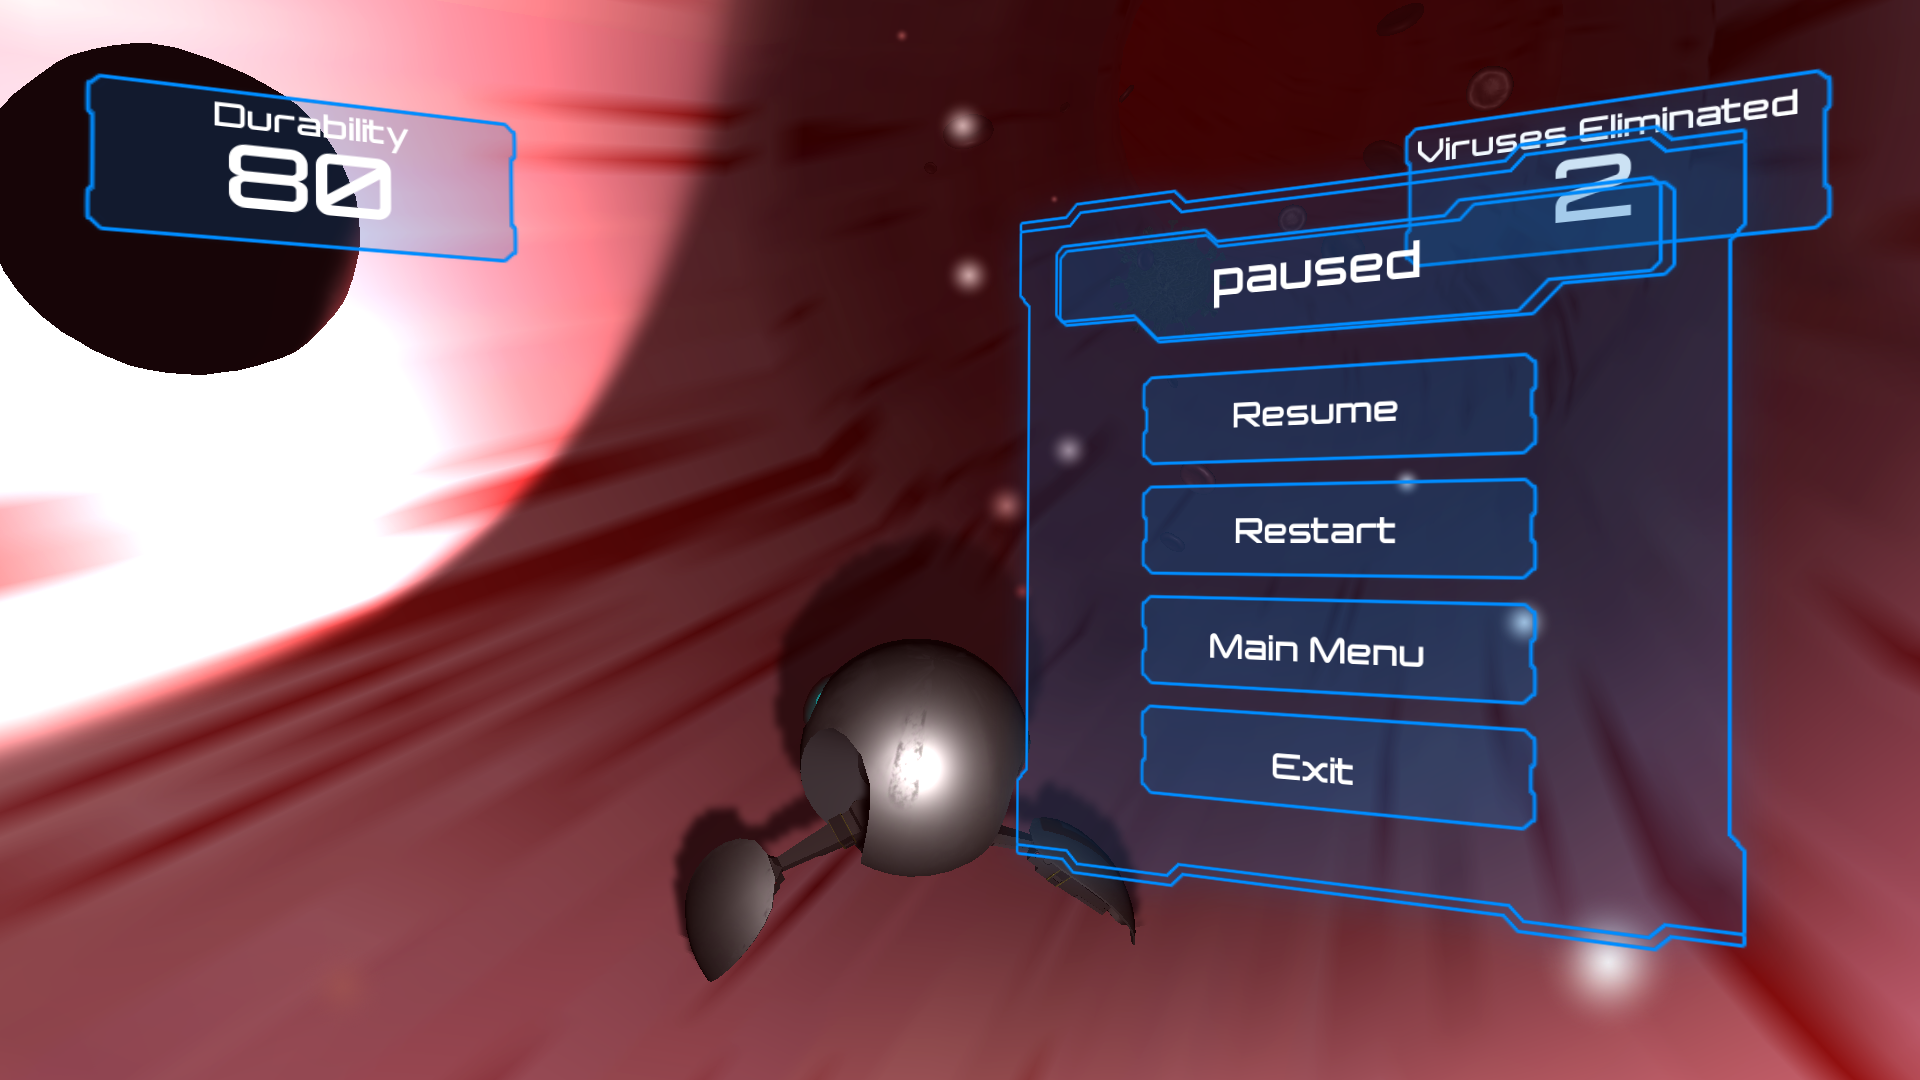 Durability
80
Viruses Eliminated
2
paused
Resume
Restart
Main Menu
Exit